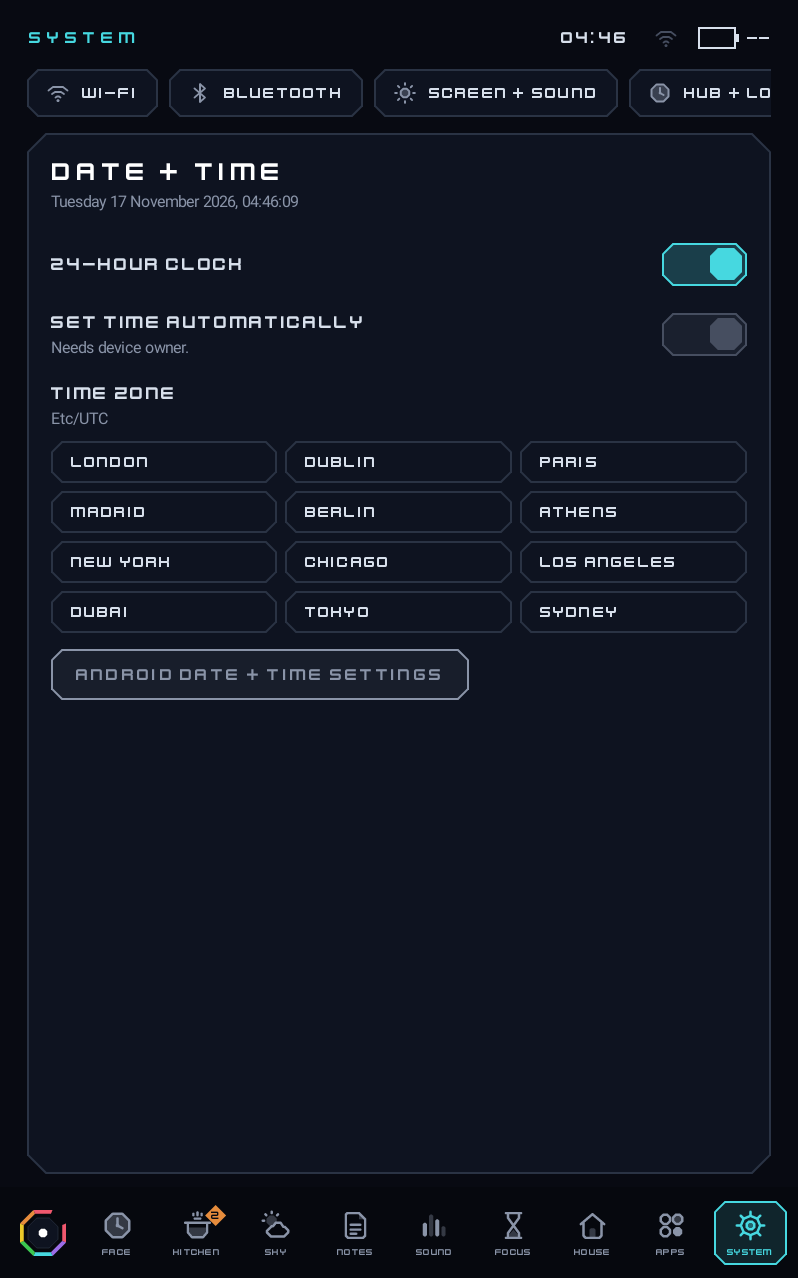 SYSTEM
04:46 --
WI-FI BLUETOOTH SCREEN + SOUND HUB + LO
DATE + TIME
Tuesday 17 November 2026, 04:46:09
24-HOUR CLOCK
SET TIME AUTOMATICALLY
Needs device owner.
TIME ZONE
Etc/UTC
LONDON DUBLIN PARIS
MADRID BERLIN ATHENS
NEW YORK CHICAGO LOS ANGELES
DUBAI TOKYO SYDNEY
ANDROID DATE + TIME SETTINGS
2
FACE KITCHEN SKY NOTES SOUND FOCUS HOUSE APPS SYSTEM